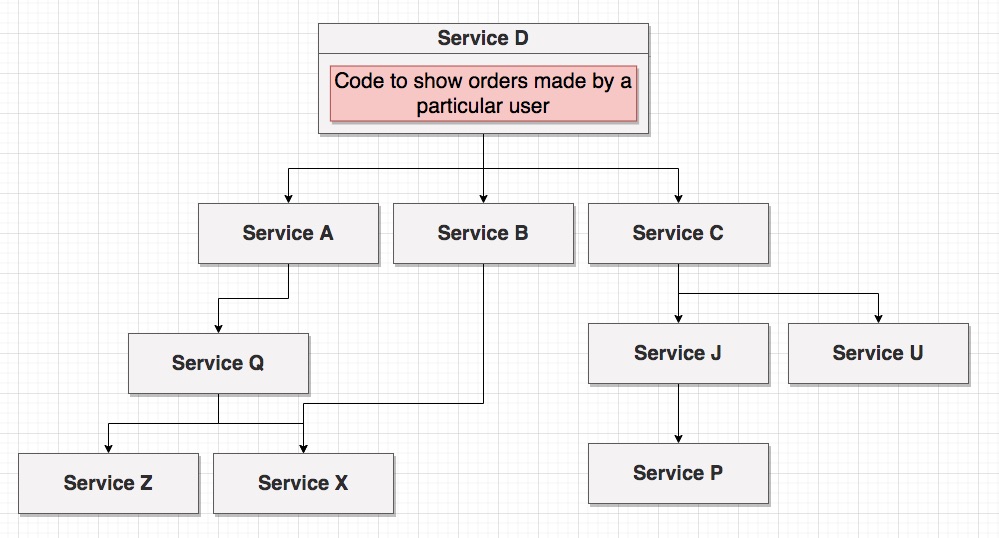 Service D
Code to show orders made by a
particular user
Service A
Service B
Service C
Service Q
Service J
Service U
Service Z
Service X
Service P